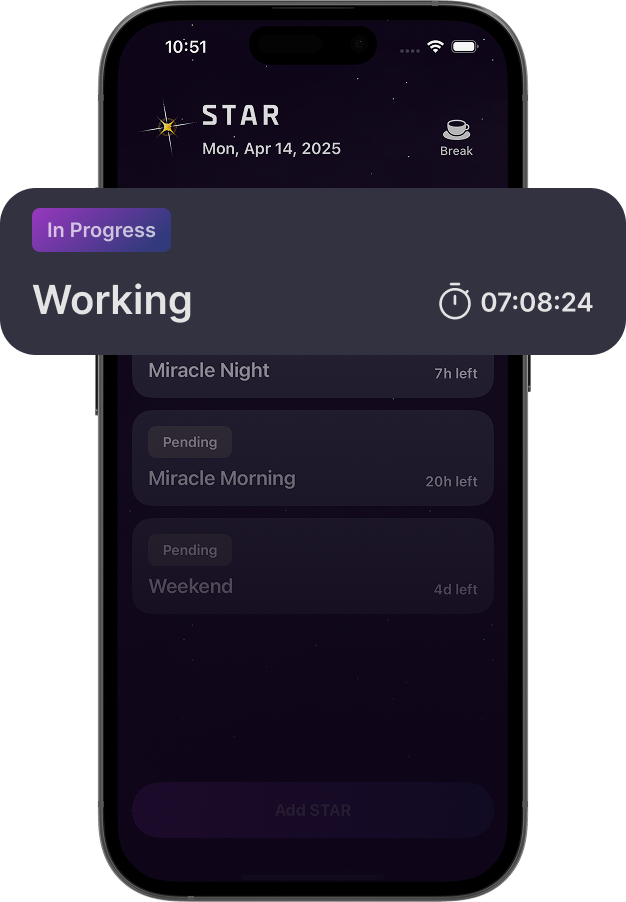 10:51
STAR
Mon, Apr 14, 2025
Break
In Progress
Working
07:08:24
Miracle Night
7h left
Pending
Miracle Morning
20h left
Pending
Weekend
4d left
Add STAR